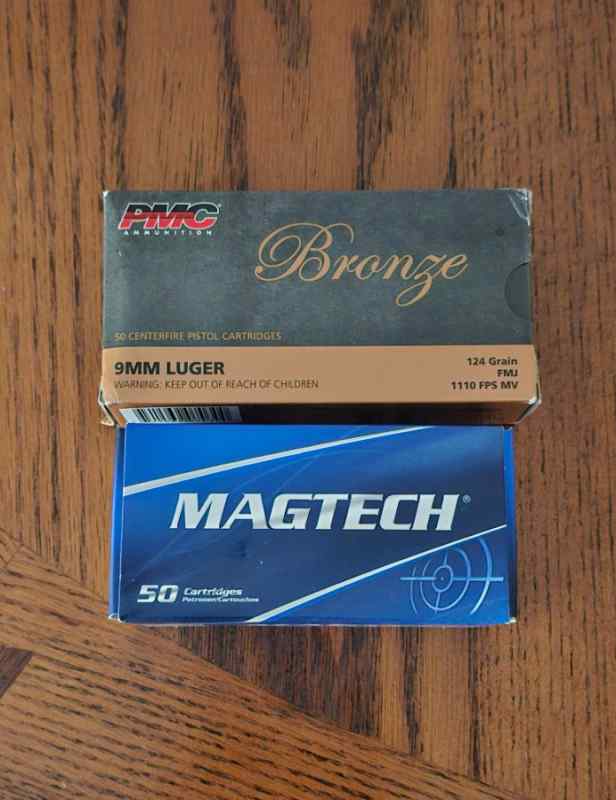 PMC
AMMUNITION
Bronze
50 CENTERFIRE PISTOL CARTRIDGES
9MM LUGER
WARNING: KEEP OUT OF REACH OF CHILDREN
124 Grain
FMJ
1110 FPS MV
MAGTECH®
50 Cartridges
Patronen/Cartouches